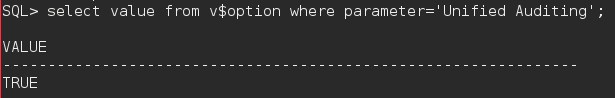 SQL> select value from v$option where parameter='Unified Auditing';
VALUE
----------------------------------------------------------------
TRUE